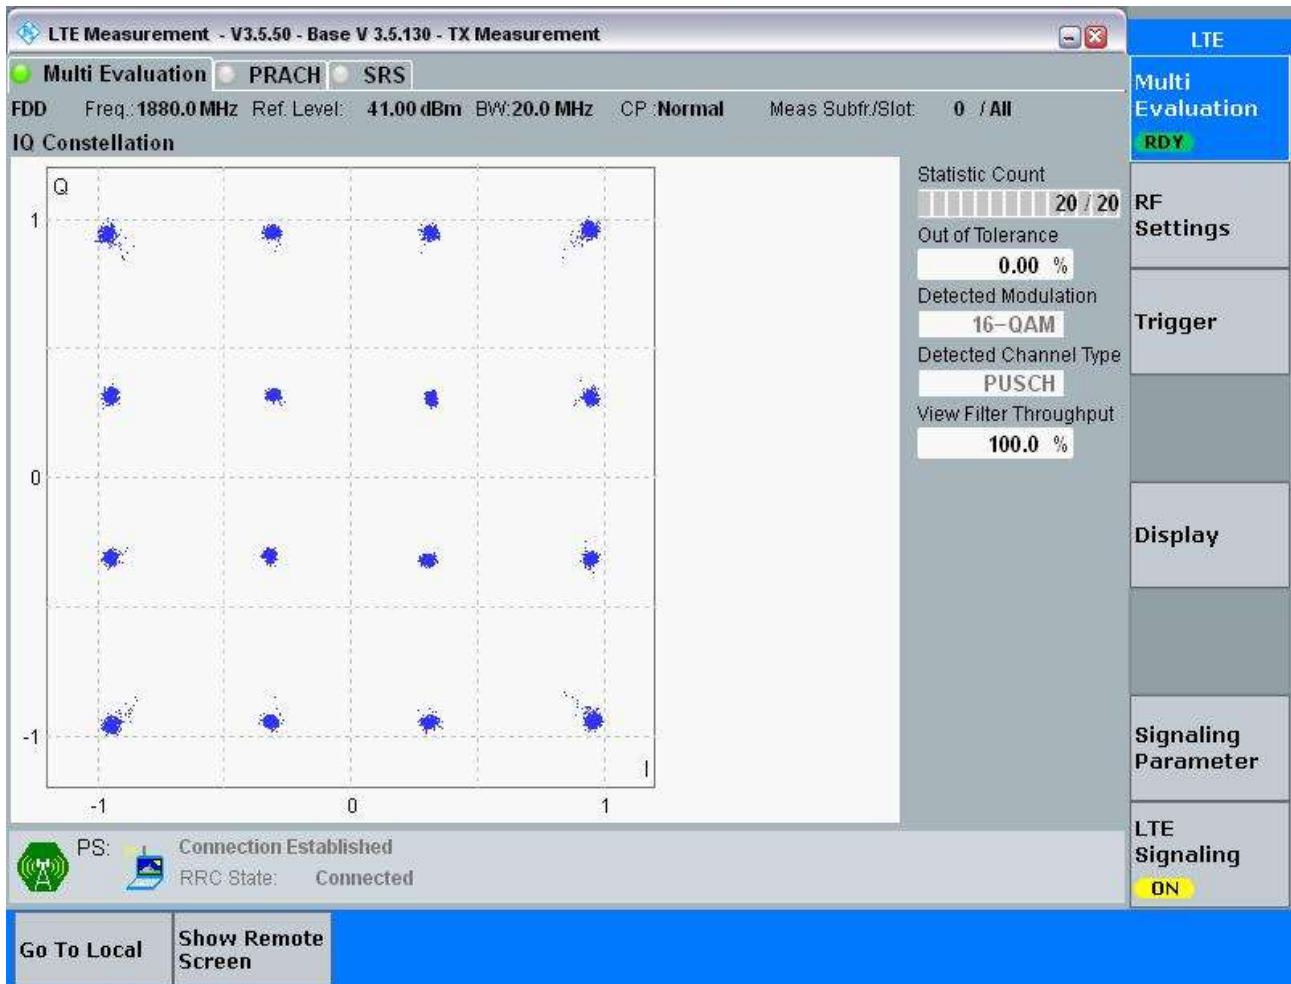 LTE Measurement - V3.5.50 - Base V 3.5.130 - TX Measurement
LTE
Multi Evaluation PRACH SRS
FDD Freq.:1880.0 MHz Ref. Level: 41.00 dBm BW:20.0 MHz CP :Normal Meas Subfr./Slot: 0 / All
IQ Constellation
Q
1
0
-1
-1 0 1
I
Statistic Count
20 / 20
Out of Tolerance
0.00 %
Detected Modulation
16-QAM
Detected Channel Type
PUSCH
View Filter Throughput
100.0 %
Multi
Evaluation
RDY
RF
Settings
Trigger
Display
Signaling
Parameter
LTE
Signaling
ON
PS: Connection Established
RRC State: Connected
Go To Local
Show Remote
Screen